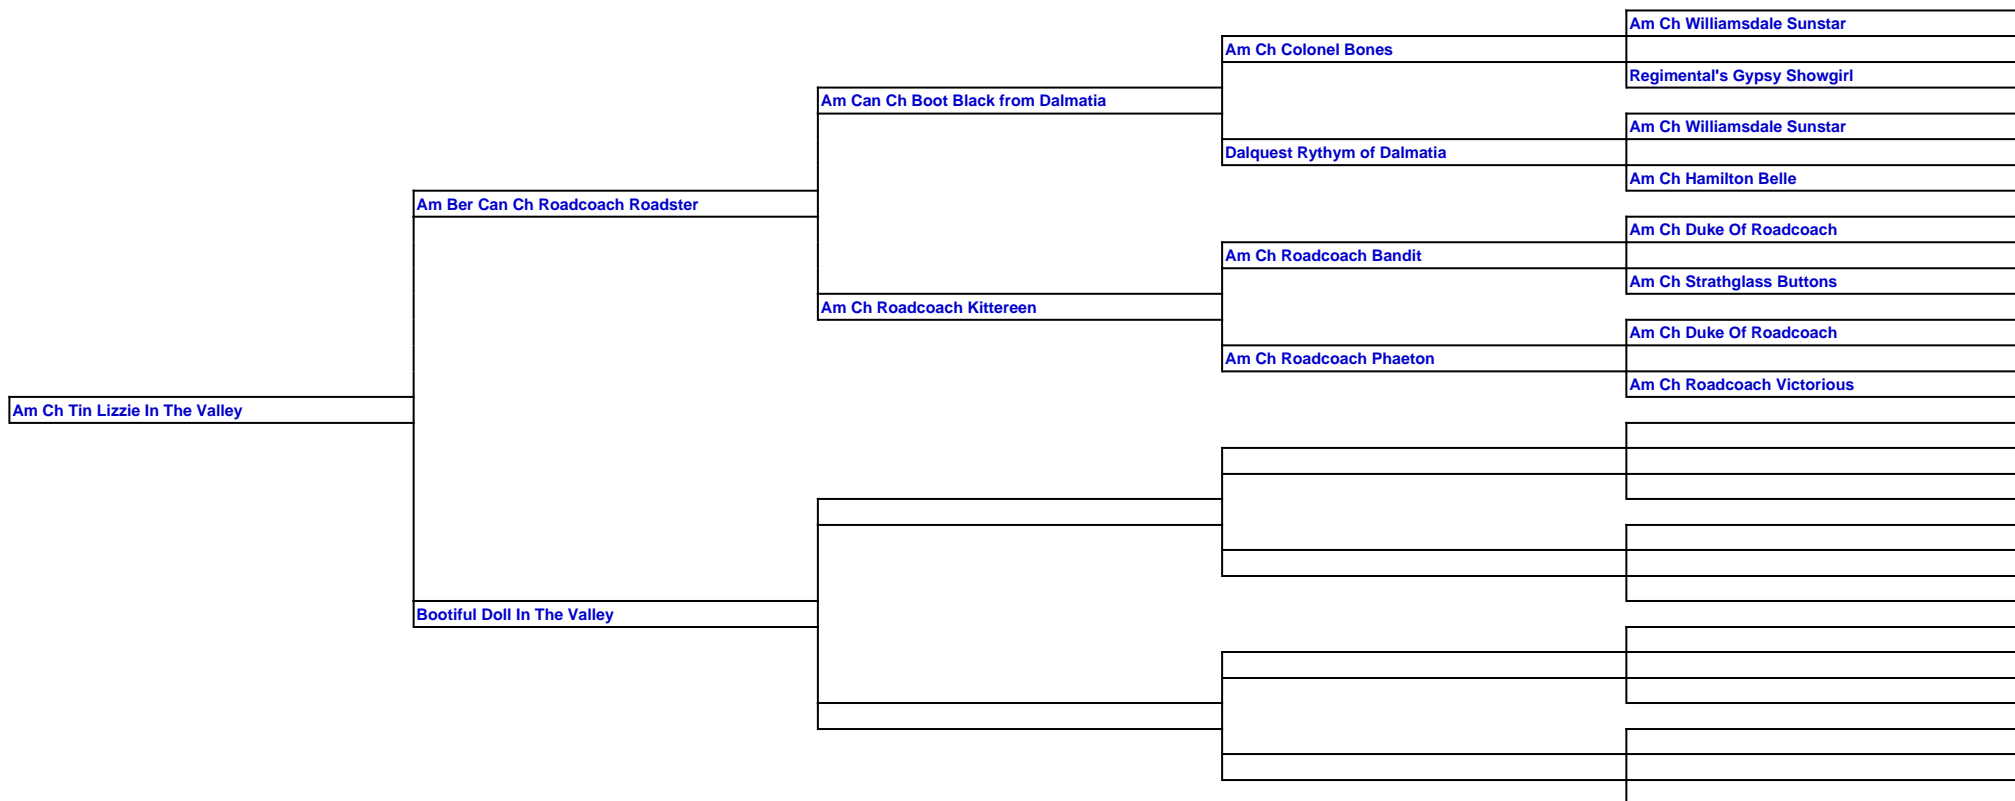 Am Ch Williamsdale Sunstar
Am Ch Colonel Bones
Regimental's Gypsy Showgirl
Am Can Ch Boot Black from Dalmatia
Am Ch Williamsdale Sunstar
Dalquest Rythym of Dalmatia
Am Ch Hamilton Belle
Am Ber Can Ch Roadcoach Roadster
Am Ch Duke Of Roadcoach
Am Ch Roadcoach Bandit
Am Ch Strathglass Buttons
Am Ch Roadcoach Kittereen
Am Ch Duke Of Roadcoach
Am Ch Roadcoach Phaeton
Am Ch Roadcoach Victorious
Am Ch Tin Lizzie In The Valley
Bootiful Doll In The Valley